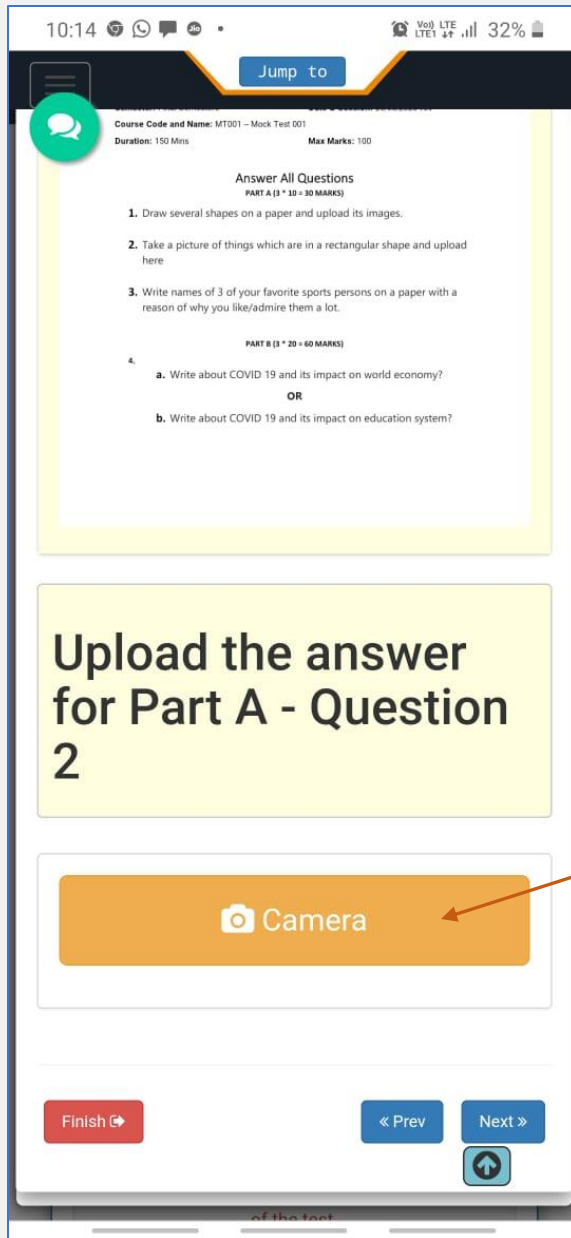 10:14 32%
Jump to
Course Code and Name: MT001 – Mock Test 001
Duration: 150 Mins Max Marks: 100
Answer All Questions
PART A (3 * 10 = 30 MARKS)
1. Draw several shapes on a paper and upload its images.
2. Take a picture of things which are in a rectangular shape and upload
here
3. Write names of 3 of your favorite sports persons on a paper with a
reason of why you like/admire them a lot.
PART B (3 * 20 = 60 MARKS)
4.
a. Write about COVID 19 and its impact on world economy?
OR
b. Write about COVID 19 and its impact on education system?
Upload the answer
for Part A - Question
2
Camera
Finish
« Prev Next »
of the test